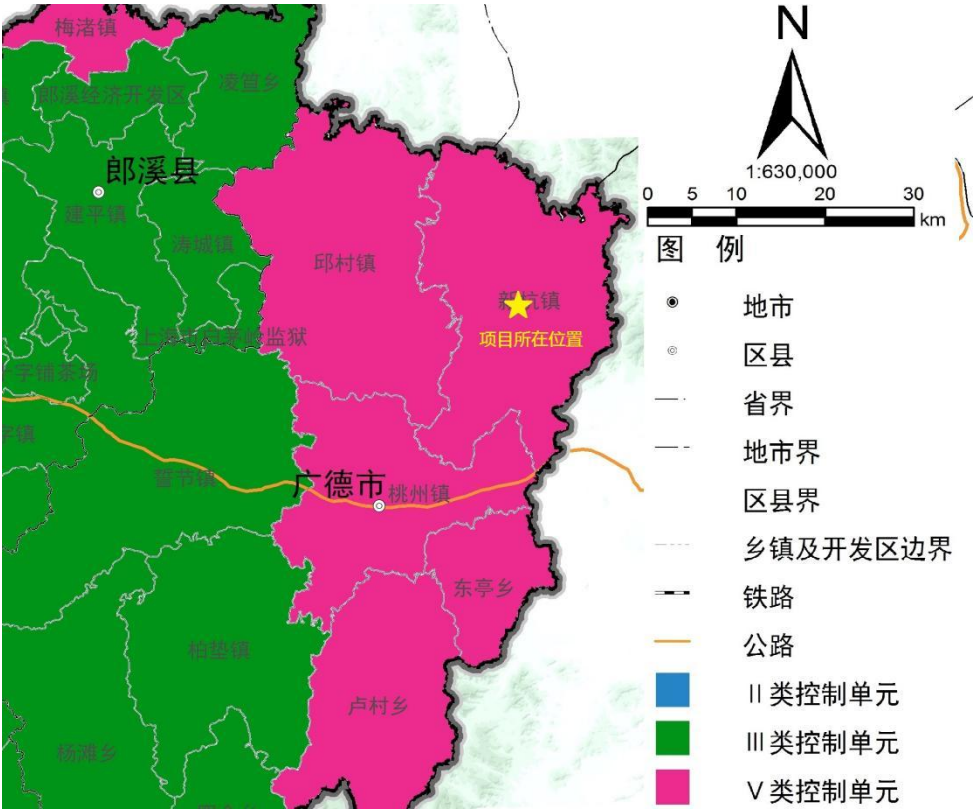 梅渚镇
郎溪经济开发区
凌笪乡
郎溪县
建平镇
涛城镇
邱村镇
新杭镇
项目所在位置
上海市白茅岭监狱
十字铺茶场
字镇
誓节镇
广德市
桃州镇
东亭乡
柏垫镇
卢村乡
杨滩乡
N
1:630,000
0 5 10 20 30
km
图 例
地市
区县
省界
地市界
区县界
乡镇及开发区边界
铁路
公路
II类控制单元
III类控制单元
V类控制单元